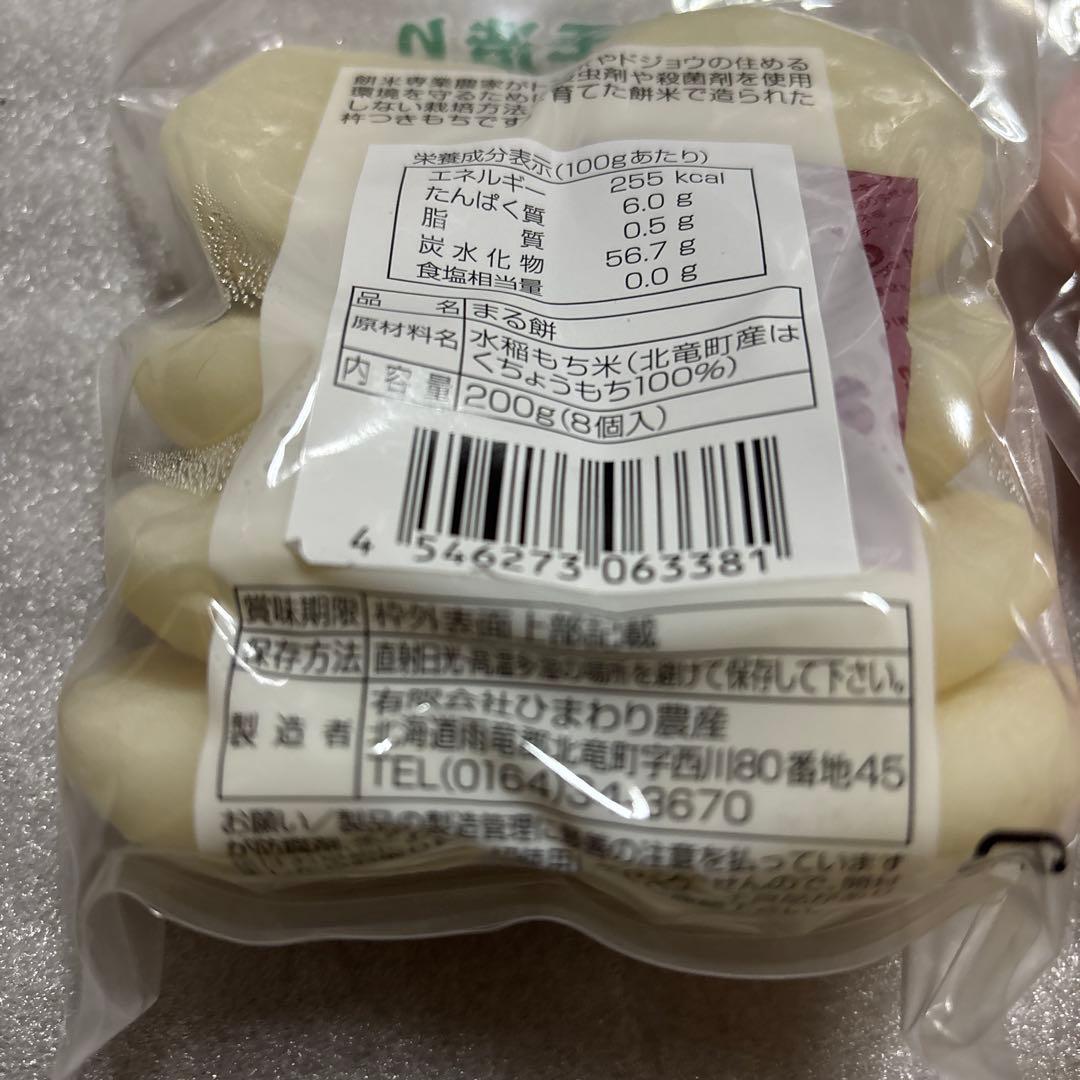 やドジョウの住める
餅米専業農家が
虫剤や殺菌剤を使用
環境を守るため
育てた餅米で造られた
しない栽培方法
杵つきもちです
栄養成分表示(100gあたり)
エネルギー 255 kcal
たんぱく質 6.0 g
脂質 0.5 g
炭水化物 56.7 g
食塩相当量 0.0 g
品名 まる餅
原材料名 水稲もち米(北竜町産は
くちょうもち100%)
内容量 200g(8個入)
4 546273 063381
賞味期限 枠外表面上部記載
保存方法 直射日光・高温多湿の場所を避けて保存して下さい。
製造者 有限会社ひまわり農産
北海道雨竜郡北竜町字西川80番地45
TEL(0164)34-3670
お願い/製品の製造管理に
の注意を払っています